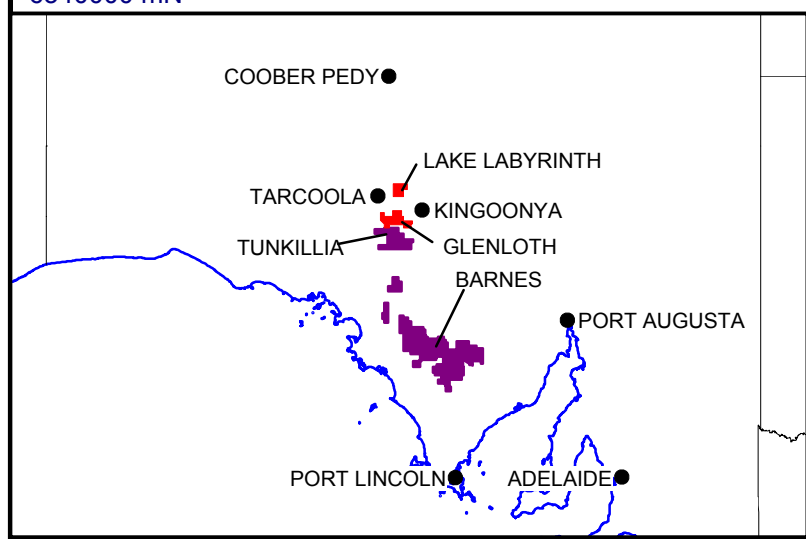 COOBER PEDY
LAKE LABYRINTH
TARCOOLA
KINGOONYA
TUNKILLIA
GLENLOTH
BARNES
PORT AUGUSTA
PORT LINCOLN
ADELAIDE